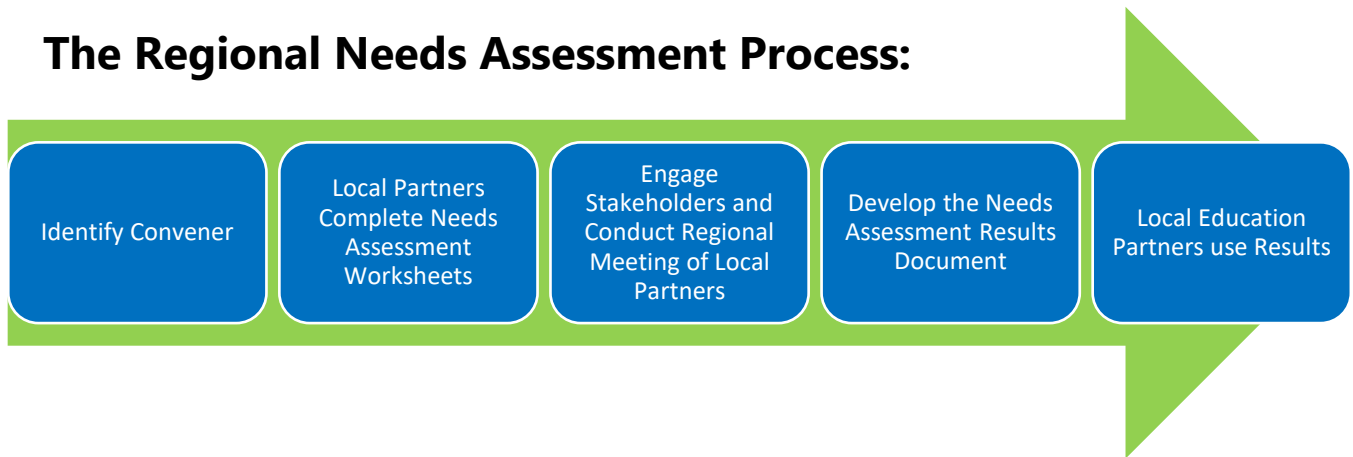 The Regional Needs Assessment Process:
Identify Convener
Local Partners
Complete Needs
Assessment
Worksheets
Engage
Stakeholders and
Conduct Regional
Meeting of Local
Partners
Develop the Needs
Assessment Results
Document
Local Education
Partners use Results